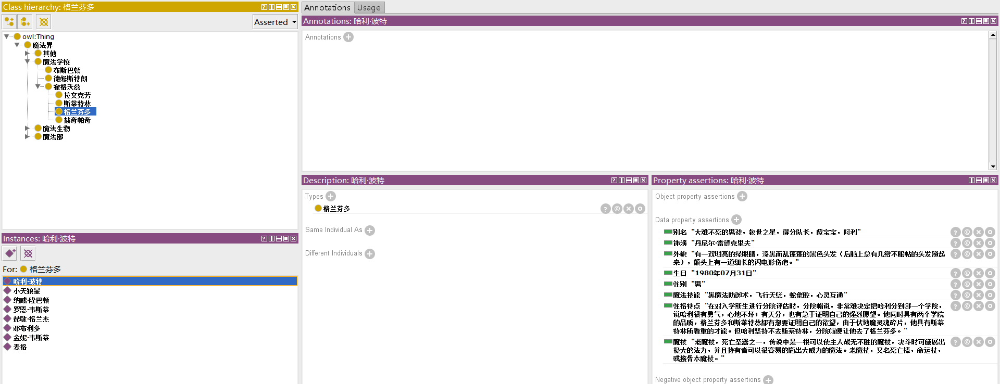 Class hierarchy: 格兰芬多
Asserted
owl:Thing
魔法界
其他
魔法学校
布斯巴顿
德姆斯特朗
霍格沃兹
拉文克劳
斯莱特林
格兰芬多
赫奇帕奇
魔法生物
魔法部
Instances: 哈利·波特
For: 格兰芬多
哈利·波特
小天狼星
纳威·隆巴顿
罗恩·韦斯莱
赫敏·格兰杰
邓布利多
金妮·韦斯莱
麦格
Annotations Usage
Annotations: 哈利·波特
Annotations
Description: 哈利·波特
Types
格兰芬多
Same Individual As
Different Individuals
Property assertions: 哈利·波特
Object property assertions
Data property assertions
别名 "大难不死的男孩，救世之星，得分队长，傻宝宝，阿利"
饰演 "丹尼尔·雷德克里夫"
外貌 "有一双明亮的绿眼睛，漆黑而乱蓬蓬的黑色头发（后脑上总有几绺不服帖的头发翘起
来），额头上有一道细长的闪电形伤疤。"
生日 "1980年07月31日"
性别 "男"
魔法技能 "黑魔法防御术，飞行天赋，蛇佬腔，心灵互通"
性格特点 "在对入学新生进行分院评估时，分院帽说，非常难决定把哈利分到哪一个学院，
说哈利很有勇气，心地不坏；有天分，也有急于证明自己的强烈愿望。他同时具有两个学院
的品质，格兰芬多和斯莱特林都有想要证明自己的欲望，由于伏地魔灵魂碎片，他具有斯莱
特林所看重的才能。但哈利坚持不去斯莱特林，分院帽便让他去了格兰芬多。"
魔杖 "老魔杖，死亡圣器之一，传说中是一根可以使主人战无不胜的魔杖，决斗时可施展出
极大的法力，并且持有者可以很容易的施出大威力的魔法。老魔杖，又名死亡棒，命运杖，
或接骨木魔杖。"
Negative object property assertions